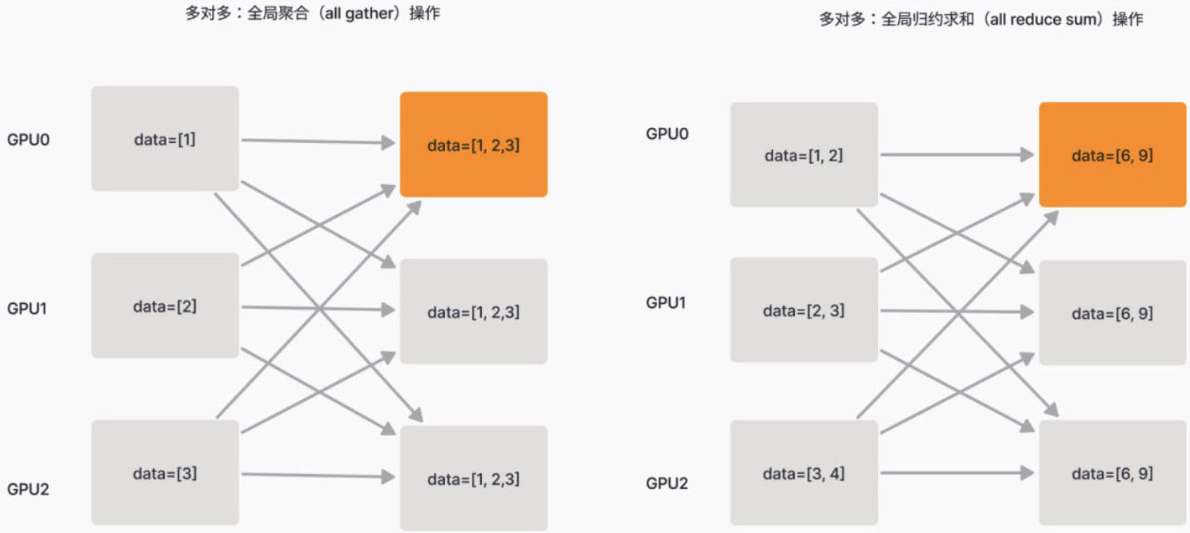 多对多：全局聚合（all gather）操作
GPU0
data=[1]
data=[1, 2,3]
GPU1
data=[2]
data=[1, 2,3]
GPU2
data=[3]
data=[1, 2,3]
多对多：全局归约求和（all reduce sum）操作
GPU0
data=[1, 2]
data=[6, 9]
GPU1
data=[2, 3]
data=[6, 9]
GPU2
data=[3, 4]
data=[6, 9]